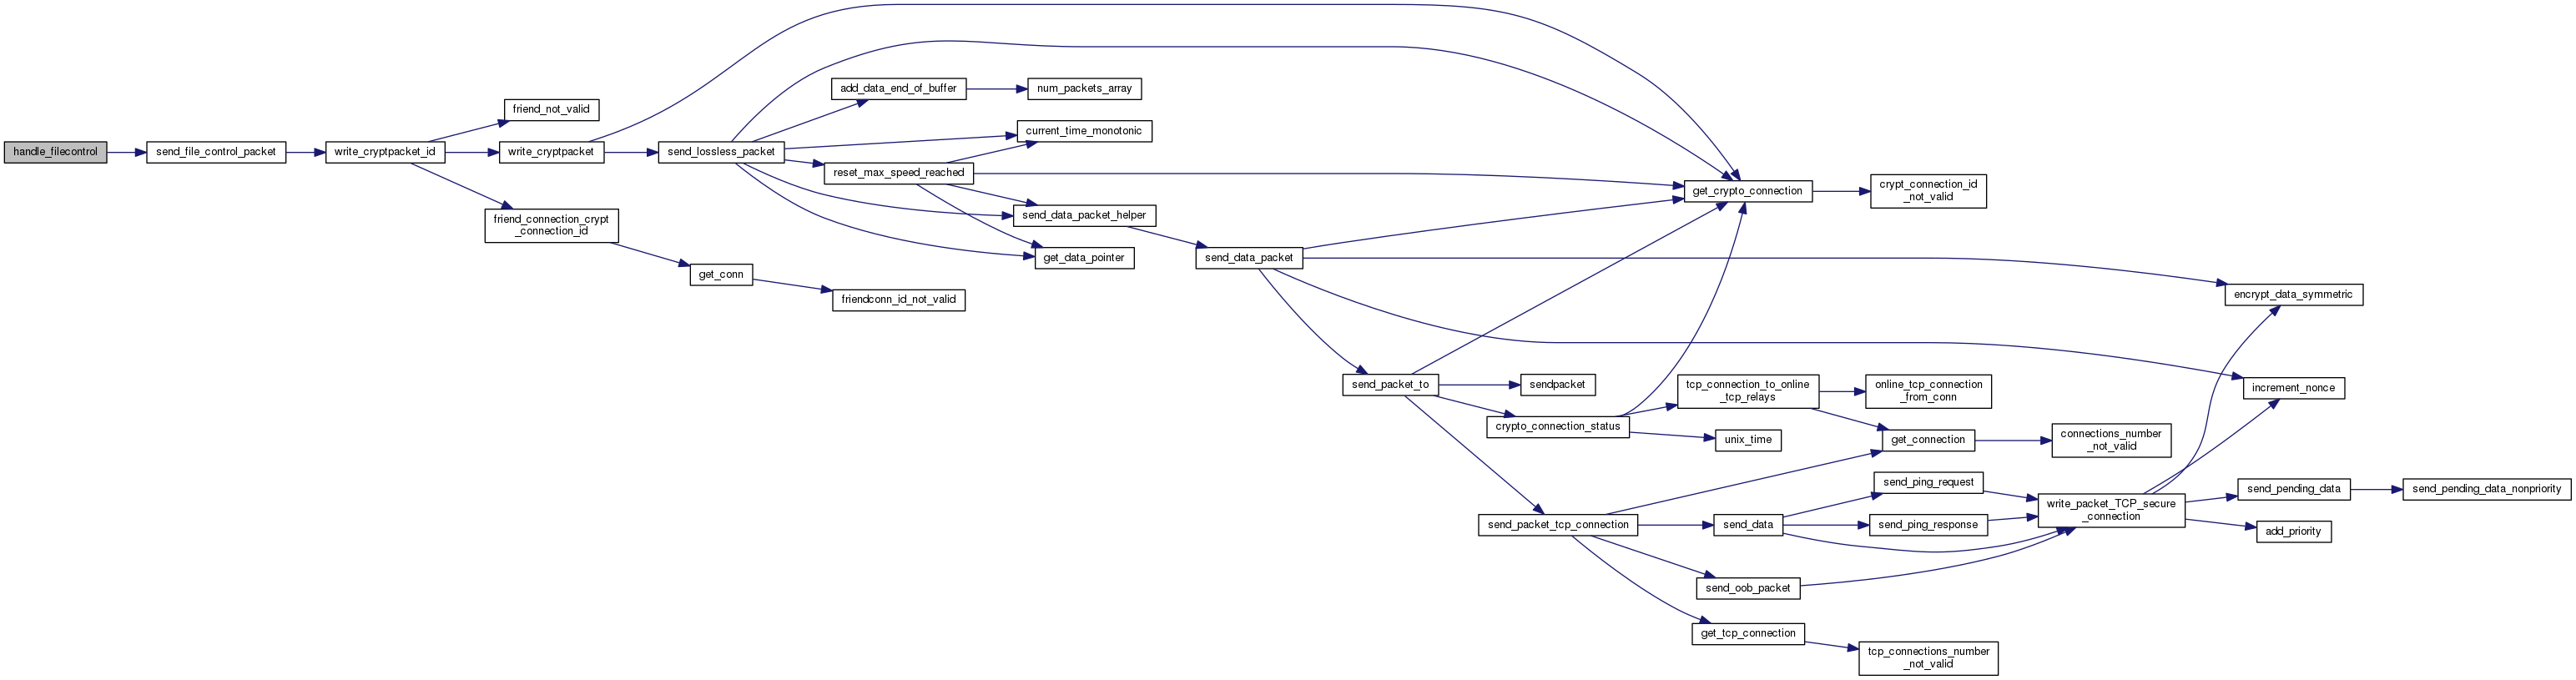 handle_filecontrol
send_file_control_packet
write_cryptpacket_id
friend_not_valid
write_cryptpacket
friend_connection_crypt
_connection_id
send_lossless_packet
get_conn
add_data_end_of_buffer
num_packets_array
current_time_monotonic
reset_max_speed_reached
send_data_packet_helper
get_data_pointer
friendconn_id_not_valid
send_data_packet
get_crypto_connection
crypt_connection_id
_not_valid
encrypt_data_symmetric
increment_nonce
send_packet_to
sendpacket
crypto_connection_status
tcp_connection_to_online
_tcp_relays
online_tcp_connection
_from_conn
unix_time
get_connection
connections_number
_not_valid
send_packet_tcp_connection
send_data
send_ping_request
send_ping_response
write_packet_TCP_secure
_connection
send_pending_data
send_pending_data_nonpriority
add_priority
send_oob_packet
get_tcp_connection
tcp_connections_number
_not_valid